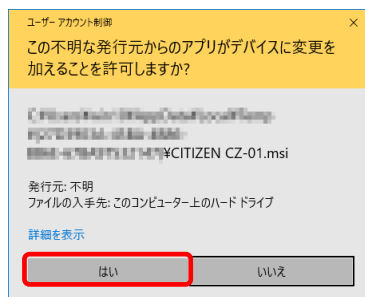 ユーザー アカウント制御
×
この不明な発行元からのアプリがデバイスに変更を
加えることを許可しますか?
¥CITIZEN CZ-01.msi
発行元: 不明
ファイルの入手先: このコンピューター上のハード ドライブ
詳細を表示
はい
いいえ